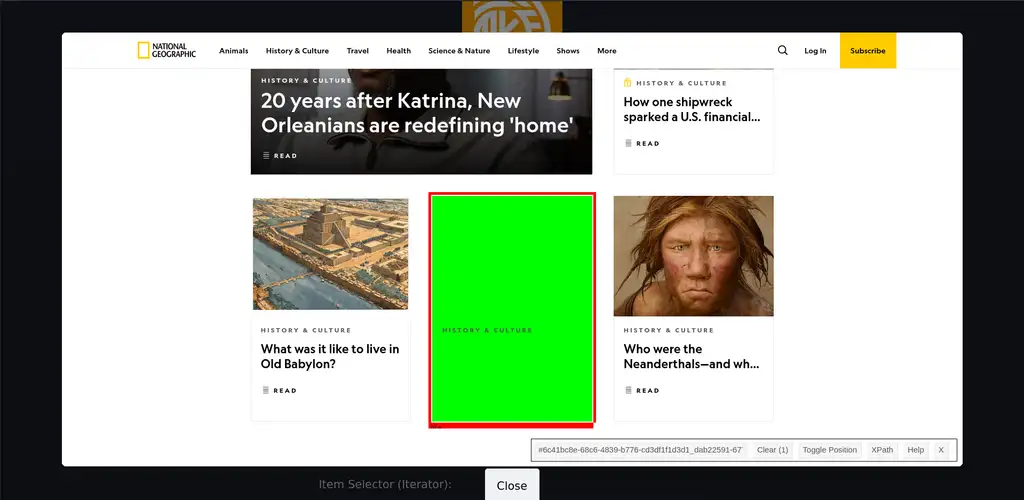 NATIONAL
GEOGRAPHIC
Animals
History & Culture
Travel
Health
Science & Nature
Lifestyle
Shows
More
Log In
Subscribe
HISTORY & CULTURE
20 years after Katrina, New
Orleanians are redefining 'home'
READ
HISTORY & CULTURE
How one shipwreck
sparked a U.S. financial...
READ
HISTORY & CULTURE
What was it like to live in
Old Babylon?
READ
HISTORY & CULTURE
HISTORY & CULTURE
Who were the
Neanderthals—and wh...
READ
#6c41bc8e-68c6-4839-b776-cd3df1f1d3d1_dab22591-67
Clear (1)
Toggle Position
XPath
Help
X
Item Selector (Iterator):
Close